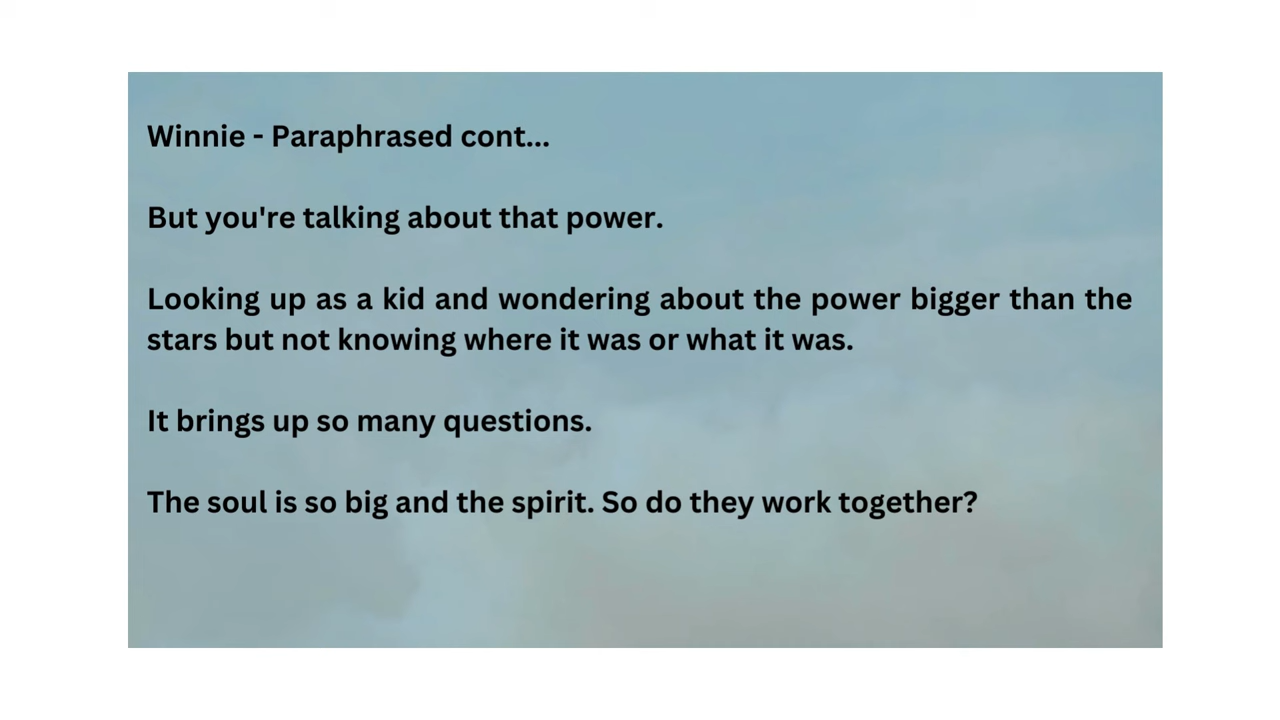 Winnie - Paraphrased cont...
But you're talking about that power.
Looking up as a kid and wondering about the power bigger than the
stars but not knowing where it was or what it was.
It brings up so many questions.
The soul is so big and the spirit. So do they work together?